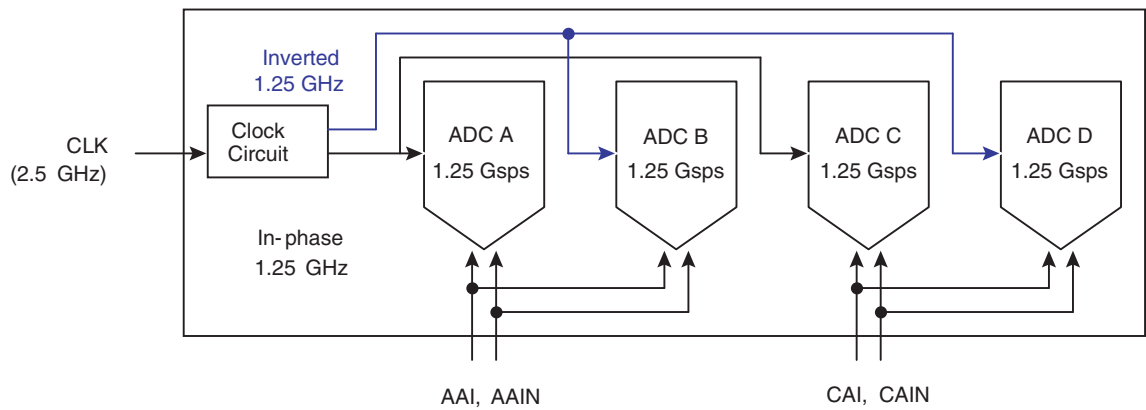 Inverted
1.25 GHz
CLK
(2.5 GHz)
Clock
Circuit
ADC A
1.25 Gsps
ADC B
1.25 Gsps
ADC C
1.25 Gsps
ADC D
1.25 Gsps
In-phase
1.25 GHz
AAI, AAIN
CAI, CAIN